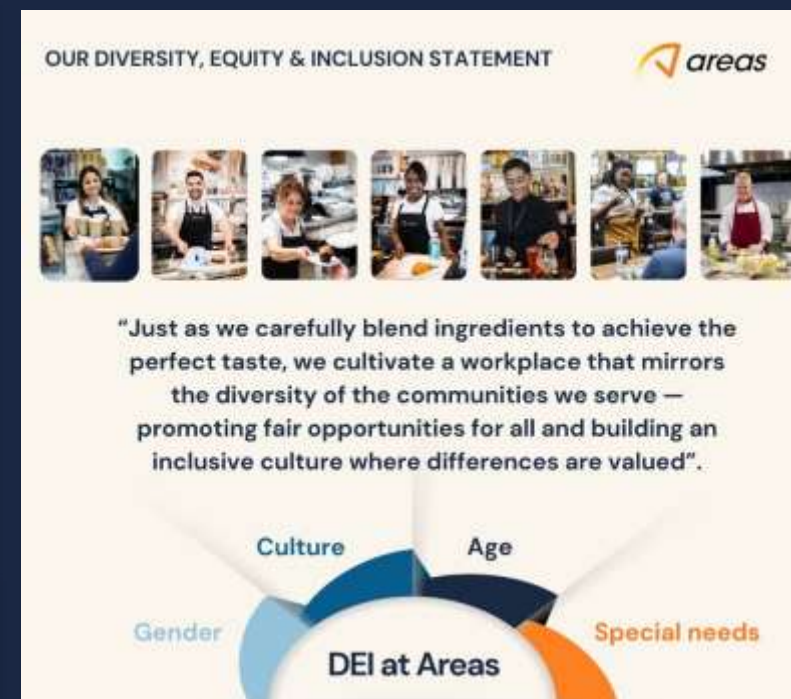 OUR DIVERSITY, EQUITY & INCLUSION STATEMENT
areas
“Just as we carefully blend ingredients to achieve the
perfect taste, we cultivate a workplace that mirrors
the diversity of the communities we serve —
promoting fair opportunities for all and building an
inclusive culture where differences are valued”.
Culture
Age
Gender
Special needs
DEI at Areas